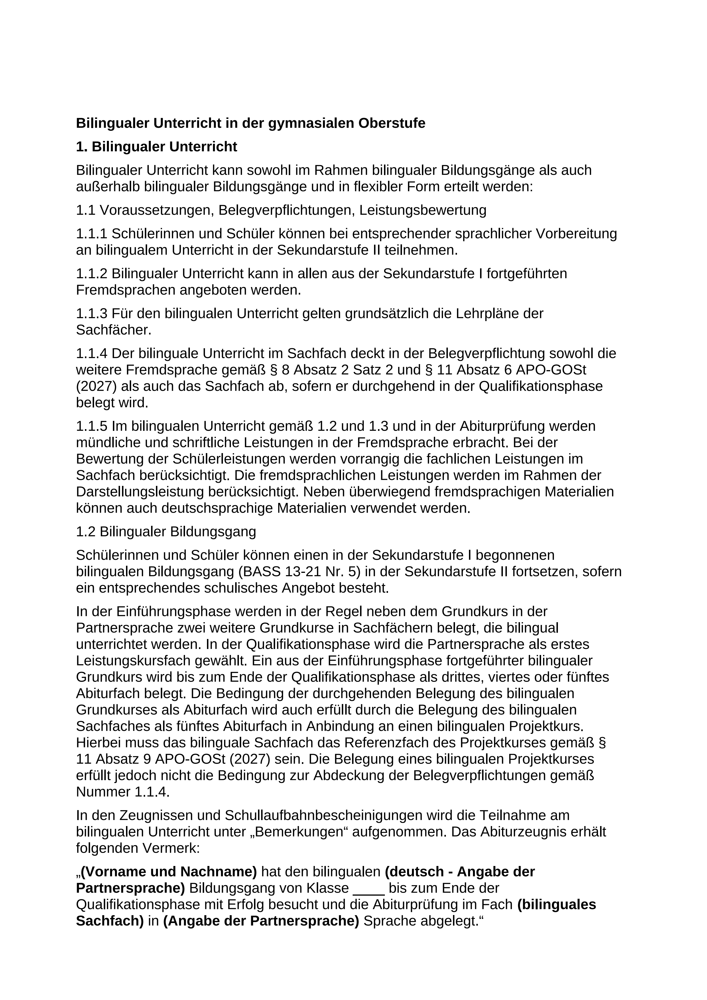 Bilingualer Unterricht in der gymnasialen Oberstufe
1. Bilingualer Unterricht
Bilingualer Unterricht kann sowohl im Rahmen bilingualer Bildungsgänge als auch
außerhalb bilingualer Bildungsgänge und in flexibler Form erteilt werden:
1.1 Voraussetzungen, Belegverpflichtungen, Leistungsbewertung
1.1.1 Schülerinnen und Schüler können bei entsprechender sprachlicher Vorbereitung
an bilingualem Unterricht in der Sekundarstufe II teilnehmen.
1.1.2 Bilingualer Unterricht kann in allen aus der Sekundarstufe I fortgeführten
Fremdsprachen angeboten werden.
1.1.3 Für den bilingualen Unterricht gelten grundsätzlich die Lehrpläne der
Sachfächer.
1.1.4 Der bilinguale Unterricht im Sachfach deckt in der Belegverpflichtung sowohl die
weitere Fremdsprache gemäß § 8 Absatz 2 Satz 2 und § 11 Absatz 6 APO-GOSt
(2027) als auch das Sachfach ab, sofern er durchgehend in der Qualifikationsphase
belegt wird.
1.1.5 Im bilingualen Unterricht gemäß 1.2 und 1.3 und in der Abiturprüfung werden
mündliche und schriftliche Leistungen in der Fremdsprache erbracht. Bei der
Bewertung der Schülerleistungen werden vorrangig die fachlichen Leistungen im
Sachfach berücksichtigt. Die fremdsprachlichen Leistungen werden im Rahmen der
Darstellungsleistung berücksichtigt. Neben überwiegend fremdsprachigen Materialien
können auch deutschsprachige Materialien verwendet werden.
1.2 Bilingualer Bildungsgang
Schülerinnen und Schüler können einen in der Sekundarstufe I begonnenen
bilingualen Bildungsgang (BASS 13-21 Nr. 5) in der Sekundarstufe II fortsetzen, sofern
ein entsprechendes schulisches Angebot besteht.
In der Einführungsphase werden in der Regel neben dem Grundkurs in der
Partnersprache zwei weitere Grundkurse in Sachfächern belegt, die bilingual
unterrichtet werden. In der Qualifikationsphase wird die Partnersprache als erstes
Leistungskursfach gewählt. Ein aus der Einführungsphase fortgeführter bilingualer
Grundkurs wird bis zum Ende der Qualifikationsphase als drittes, viertes oder fünftes
Abiturfach belegt. Die Bedingung der durchgehenden Belegung des bilingualen
Grundkurses als Abiturfach wird auch erfüllt durch die Belegung des bilingualen
Sachfaches als fünftes Abiturfach in Anbindung an einen bilingualen Projektkurs.
Hierbei muss das bilinguale Sachfach das Referenzfach des Projektkurses gemäß §
11 Absatz 9 APO-GOSt (2027) sein. Die Belegung eines bilingualen Projektkurses
erfüllt jedoch nicht die Bedingung zur Abdeckung der Belegverpflichtungen gemäß
Nummer 1.1.4.
In den Zeugnissen und Schullaufbahnbescheinigungen wird die Teilnahme am
bilingualen Unterricht unter „Bemerkungen“ aufgenommen. Das Abiturzeugnis erhält
folgenden Vermerk:
„(Vorname und Nachname) hat den bilingualen (deutsch - Angabe der
Partnersprache) Bildungsgang von Klasse ____ bis zum Ende der
Qualifikationsphase mit Erfolg besucht und die Abiturprüfung im Fach (bilinguales
Sachfach) in (Angabe der Partnersprache) Sprache abgelegt.“